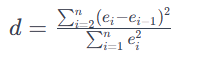 d = \frac{\sum_{i=2}^{n}(e_i - e_{i-1})^2}{\sum_{i=1}^{n} e_i^2}